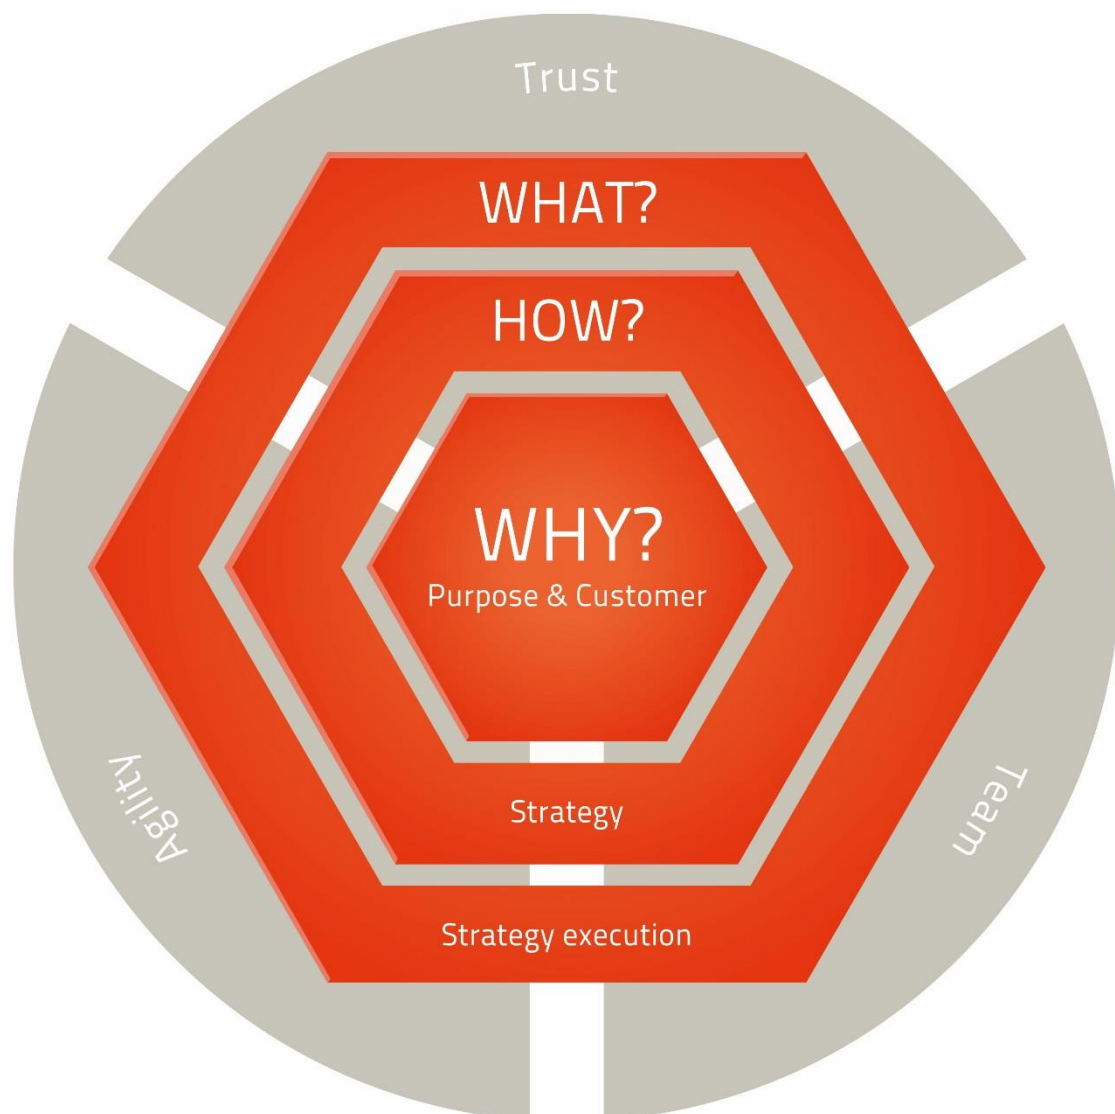 Trust
WHAT?
HOW?
WHY?
Purpose & Customer
Agility
Team
Strategy
Strategy execution